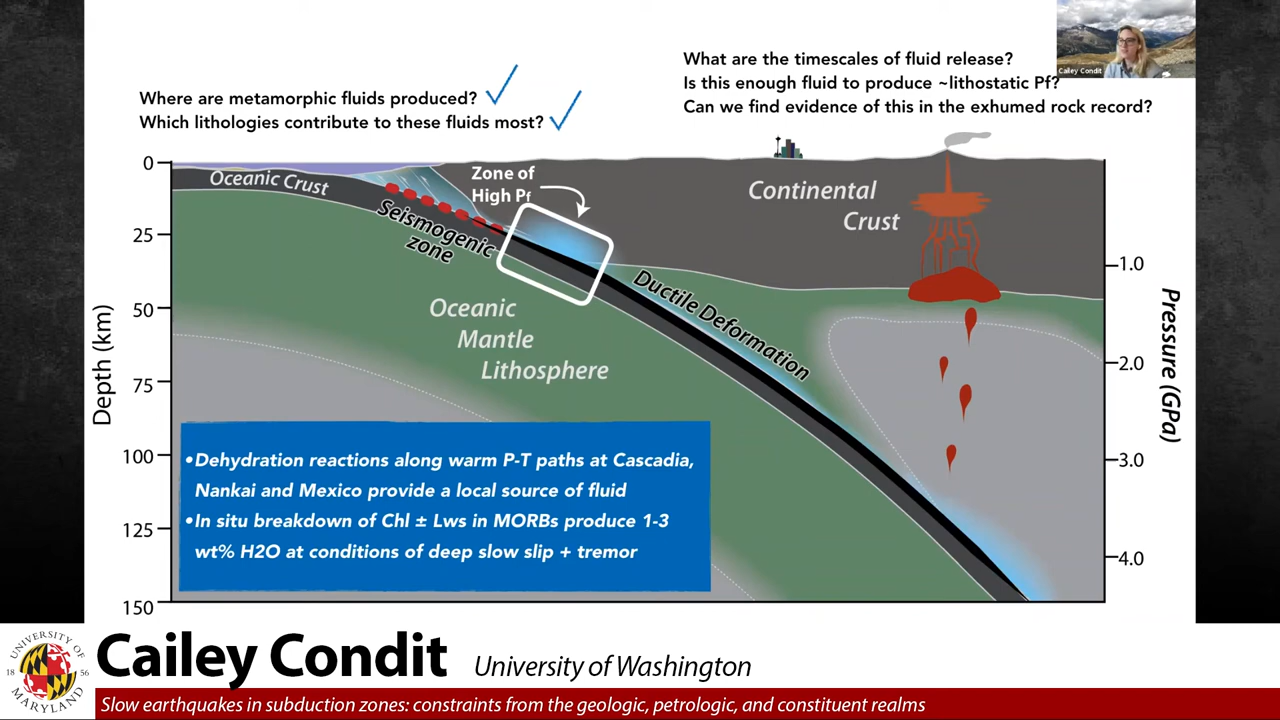 What are the timescales of fluid release?
Is this enough fluid to produce ~lithostatic Pf?
Can we find evidence of this in the exhumed rock record?
Cailey Condit
Where are metamorphic fluids produced?
Which lithologies contribute to these fluids most?
0
25
50
75
100
125
150
Depth (km)
Oceanic Crust
Seismogenic
zone
Zone of
High Pf
Continental
Crust
Ductile Deformation
Oceanic
Mantle
Lithosphere
1.0
2.0
3.0
4.0
Pressure (GPa)
•Dehydration reactions along warm P-T paths at Cascadia,
Nankai and Mexico provide a local source of fluid
•In situ breakdown of Chl ± Lws in MORBs produce 1-3
wt% H2O at conditions of deep slow slip + tremor
UNIVERSITY OF
18 56
MARYLAND
Cailey Condit University of Washington
Slow earthquakes in subduction zones: constraints from the geologic, petrologic, and constituent realms